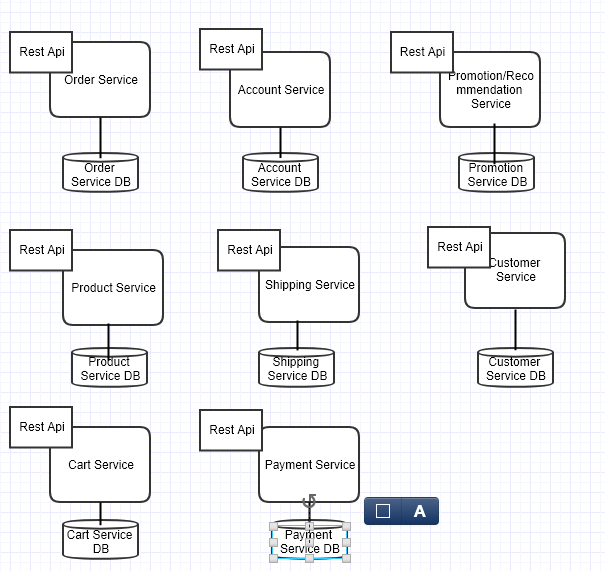 Rest Api
Order Service
Order
Service DB
Rest Api
Account Service
Account
Service DB
Rest Api
Promotion/Reco
mmendation
Service
Promotion
Service DB
Rest Api
Product Service
Product
Service DB
Rest Api
Shipping Service
Shipping
Service DB
Rest Api
Customer
Service
Customer
Service DB
Rest Api
Cart Service
Cart Service
DB
Rest Api
Payment Service
Payment
Service DB
A